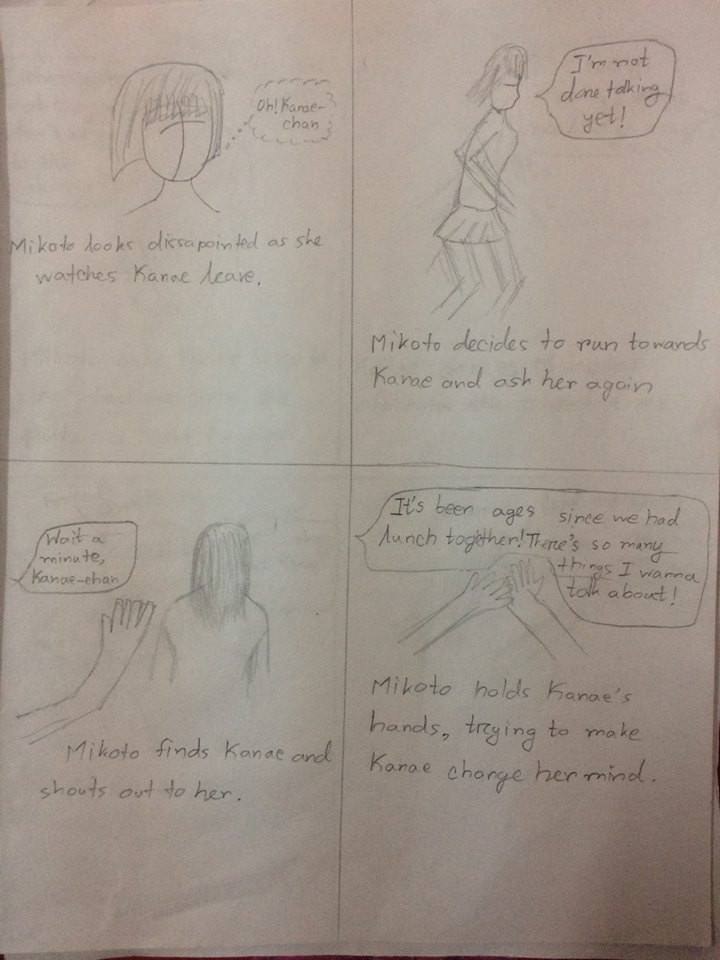 Oh! Kanae-
chan
Mikoto looks dissapointed as she
watches Kanae leave.
I'm not
done talking
yet!
Mikoto decides to run towards
Kanae and ask her again
Wait a
minute,
Kanae-chan
Mikoto finds Kanae and
shouts out to her.
It's been ages since we had
lunch together! There's so many
things I wanna
talk about!
Mikoto holds Kanae's
hands, trying to make
Kanae change her mind.